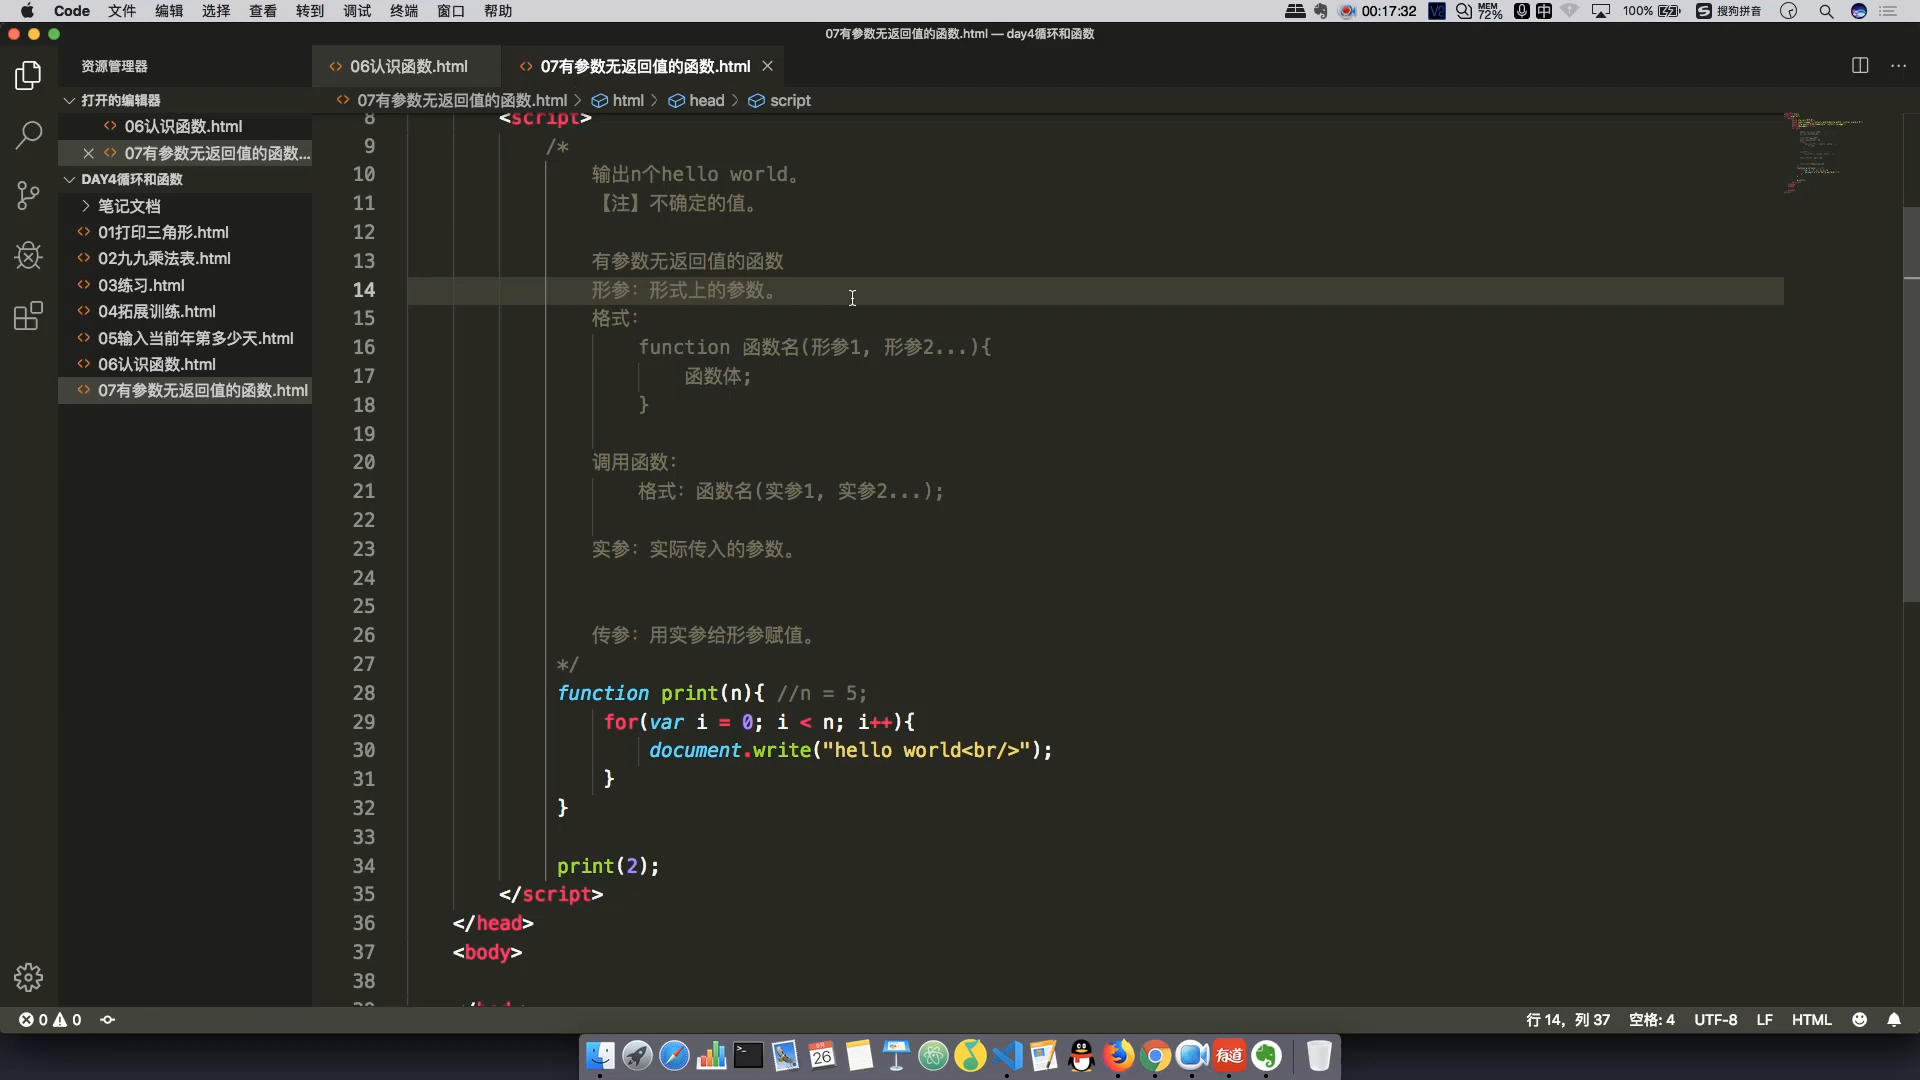 Code 文件 编辑 选择 查看 转到 调试 终端 窗口 帮助
00:17:32 MEM 72% 中 100% 搜狗拼音
07有参数无返回值的函数.html — day4循环和函数
资源管理器
06认识函数.html
07有参数无返回值的函数.html
打开的编辑器
07有参数无返回值的函数.html > html > head > script
06认识函数.html
07有参数无返回值的函数...
DAY4循环和函数
笔记文档
01打印三角形.html
02九九乘法表.html
03练习.html
04拓展训练.html
05输入当前年第多少天.html
06认识函数.html
07有参数无返回值的函数.html
8 <script>
9 /*
10 输出n个hello world。
11 【注】不确定的值。
12
13 有参数无返回值的函数
14 形参：形式上的参数。
15 格式：
16 function 函数名(形参1, 形参2...){
17 函数体;
18 }
19
20 调用函数：
21 格式：函数名(实参1, 实参2...);
22
23 实参：实际传入的参数。
24
25
26 传参：用实参给形参赋值。
27 */
28 function print(n){ //n = 5;
29 for(var i = 0; i < n; i++){
30 document.write("hello world<br/>");
31 }
32 }
33
34 print(2);
35 </script>
36 </head>
37 <body>
38
0 0
行 14，列 37 空格: 4 UTF-8 LF HTML
26
有道